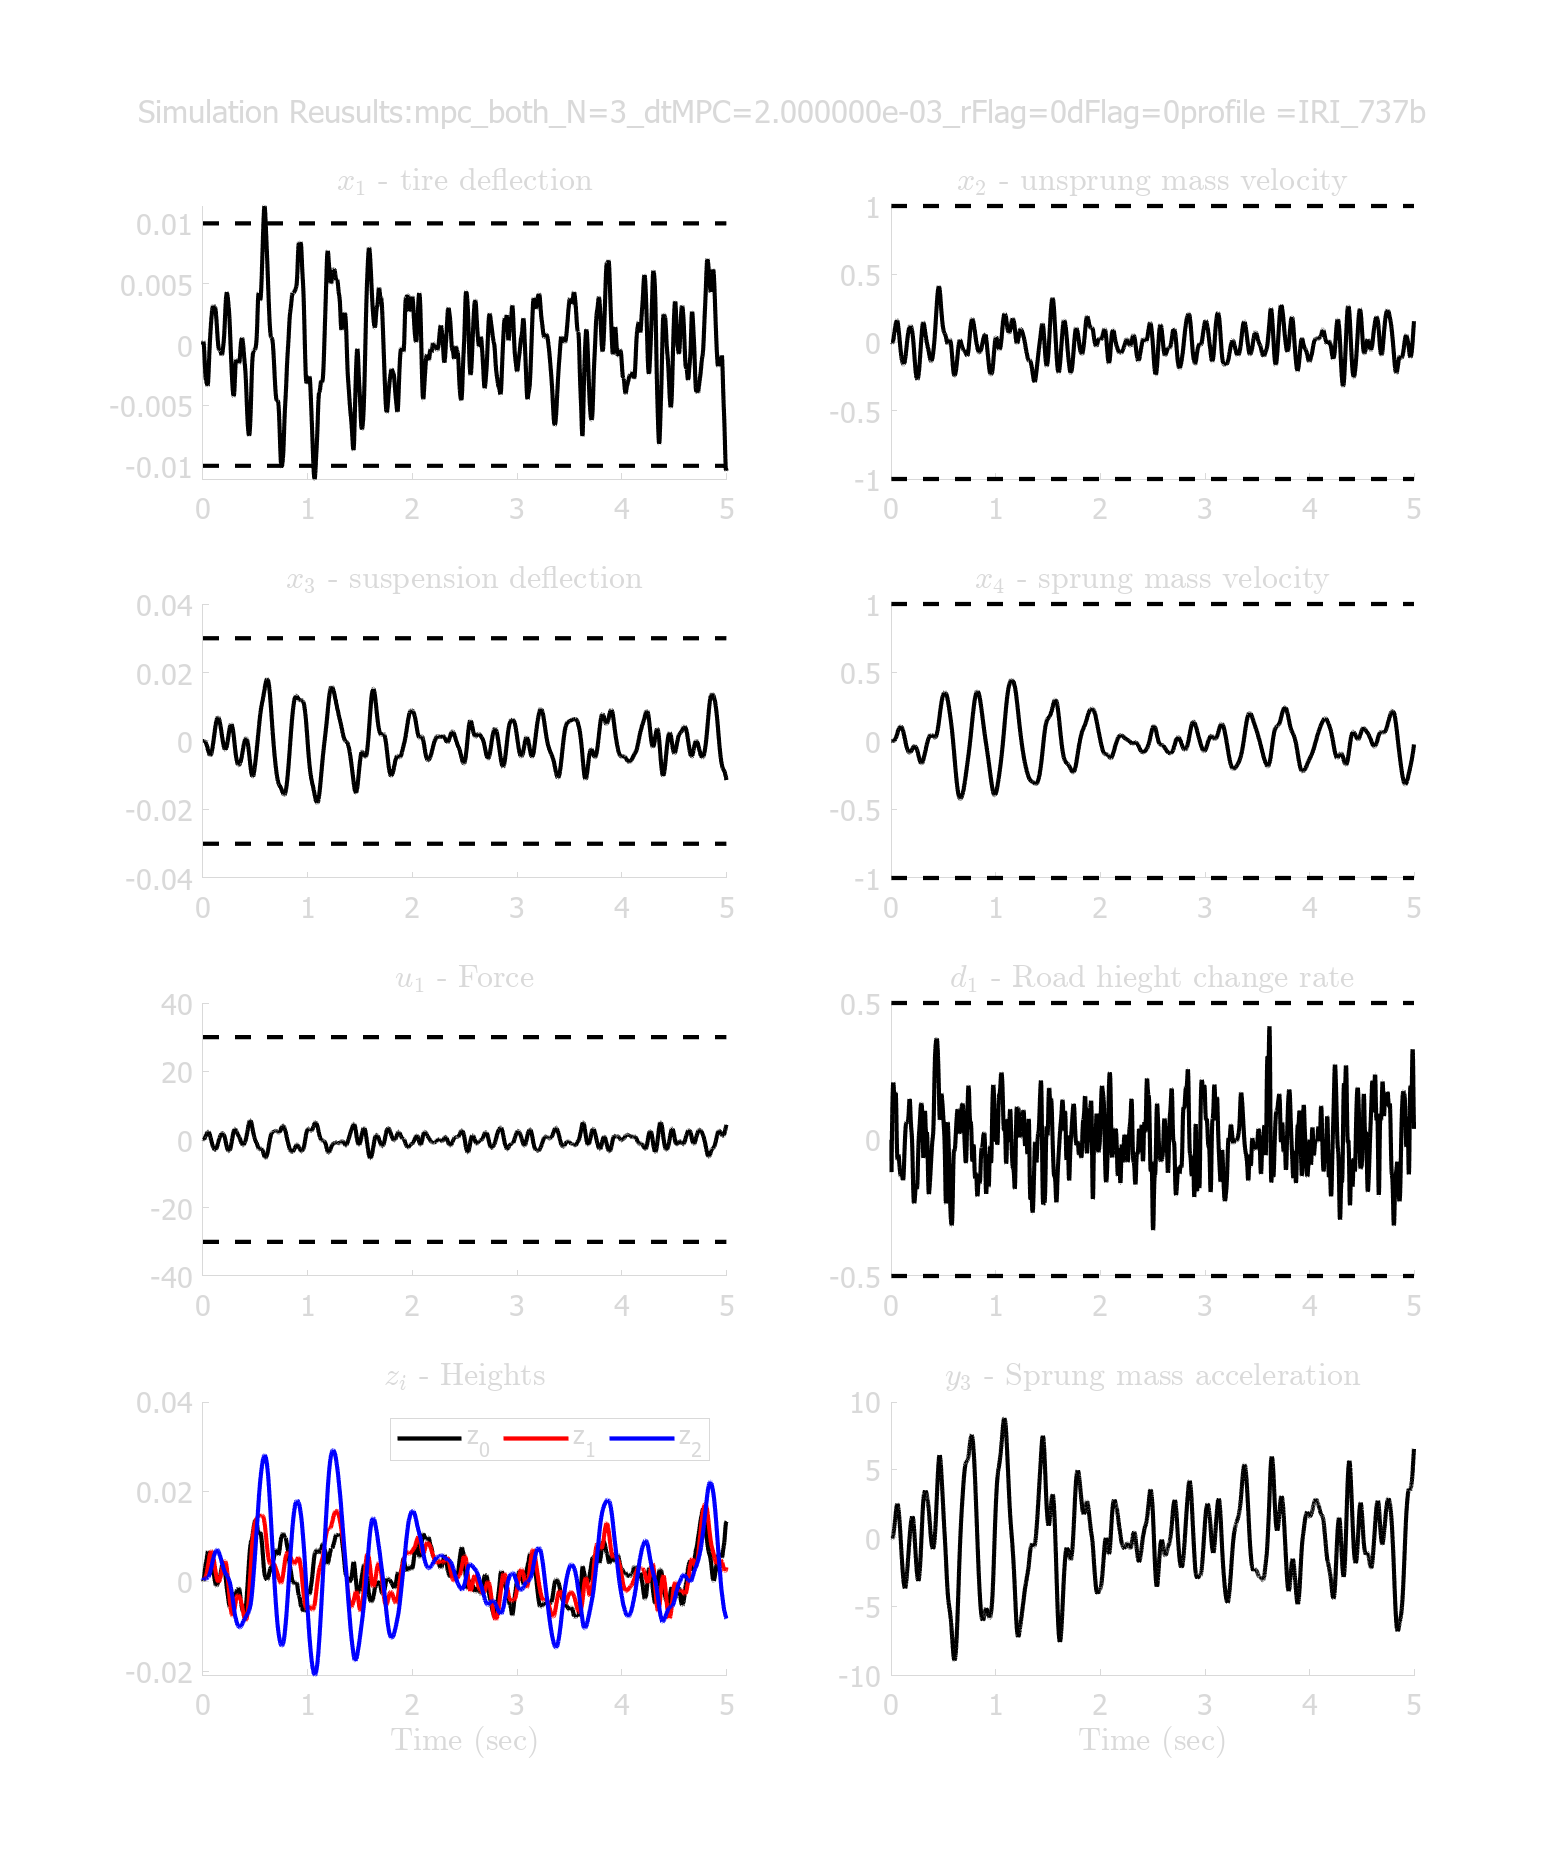 Simulation Reusults:mpc_both_N=3_dtMPC=2.000000e-03_rFlag=0dFlag=0profile =IRI_737b
x1 - tire deflection
0.01
0.005
0
-0.005
-0.01
0 1 2 3 4 5
x2 - unsprung mass velocity
1
0.5
0
-0.5
-1
0 1 2 3 4 5
x3 - suspension deflection
0.04
0.02
0
-0.02
-0.04
0 1 2 3 4 5
x4 - sprung mass velocity
1
0.5
0
-0.5
-1
0 1 2 3 4 5
u1 - Force
40
20
0
-20
-40
0 1 2 3 4 5
d1 - Road hieght change rate
0.5
0
-0.5
0 1 2 3 4 5
zi - Heights
z0 z1 z2
0.04
0.02
0
-0.02
0 1 2 3 4 5
Time (sec)
y3 - Sprung mass acceleration
10
5
0
-5
-10
0 1 2 3 4 5
Time (sec)